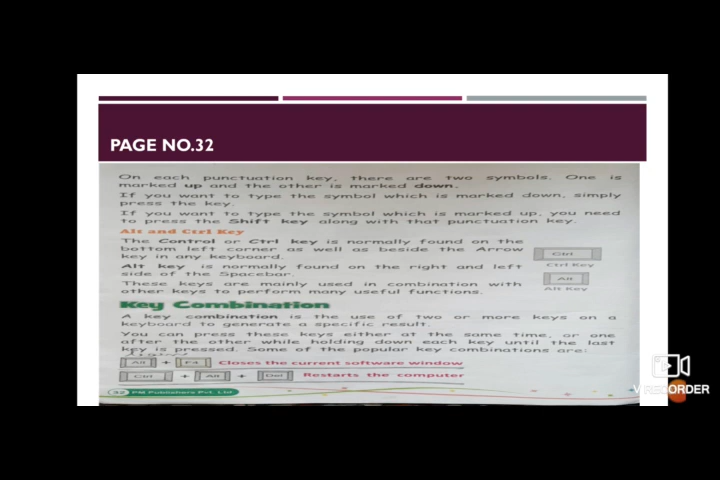 PAGE NO.32
On each punctuation key, there are two symbols. One is
marked up and the other is marked down.
If you want to type the symbol which is marked down, simply
press the key.
If you want to type the symbol which is marked up, you need
to press the Shift key along with that punctuation key.
Alt and Ctrl Key
The Control or Ctrl key is normally found on the
bottom left corner as well as beside the Arrow
key in any keyboard.
Ctrl
Ctrl Key
Alt key is normally found on the right and left
side of the Spacebar.
Alt
Alt Key
These keys are mainly used in combination with
other keys to perform many useful functions.
Key Combination
A key combination is the use of two or more keys on a
keyboard to generate a specific result.
You can press these keys either at the same time, or one
after the other while holding down each key until the last
key is pressed. Some of the popular key combinations are:
Alt + F4 Closes the current software window
Ctrl + Alt + Del Restarts the computer
32 PM Publishers Pvt. Ltd
V RECORDER